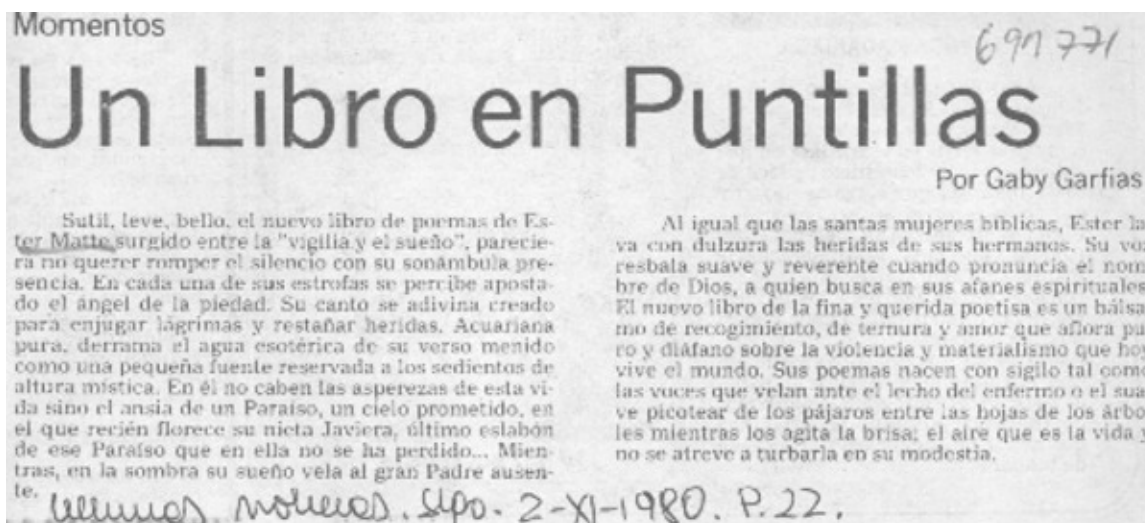 Momentos
691771
Un Libro en Puntillas
Por Gaby Garfias
Sutil, leve, bello, el nuevo libro de poemas de Es-
ter Matte surgido entre la "vigilia y el sueño", parecie-
ra no querer romper el silencio con su sonámbula pre-
sencia. En cada una de sus estrofas se percibe aposta-
do el ángel de la piedad. Su canto se adivina creado
para enjugar lágrimas y restañar heridas. Acuariana
pura, derrama el agua esotérica de su verso menido
como una pequeña fuente reservada a los sedientos de
altura mística. En él no caben las asperezas de esta vi-
da sino el ansia de un Paraíso, un cielo prometido, en
el que recién florece su nieta Javiera, último eslabón
de ese Paraíso que en ella no se ha perdido... Mien-
tras, en la sombra su sueño vela al gran Padre ausen-
te.
Al igual que las santas mujeres bíblicas, Ester la-
va con dulzura las heridas de sus hermanos. Su vo
resbala suave y reverente cuando pronuncia el nom-
bre de Dios, a quien busca en sus afanes espirituales
El nuevo libro de la fina y querida poetisa es un bálsa-
mo de recogimiento, de ternura y amor que aflora pu-
ro y diáfano sobre la violencia y materialismo que hoy
vive el mundo. Sus poemas nacen con sigilo tal como
las voces que velan ante el lecho del enfermo o el sua-
ve picotear de los pájaros entre las hojas de los árbo-
les mientras los agita la brisa; el aire que es la vida y
no se atreve a turbarla en su modestia.
Noticias. Stgo. 2-XI-1980. P. 22.